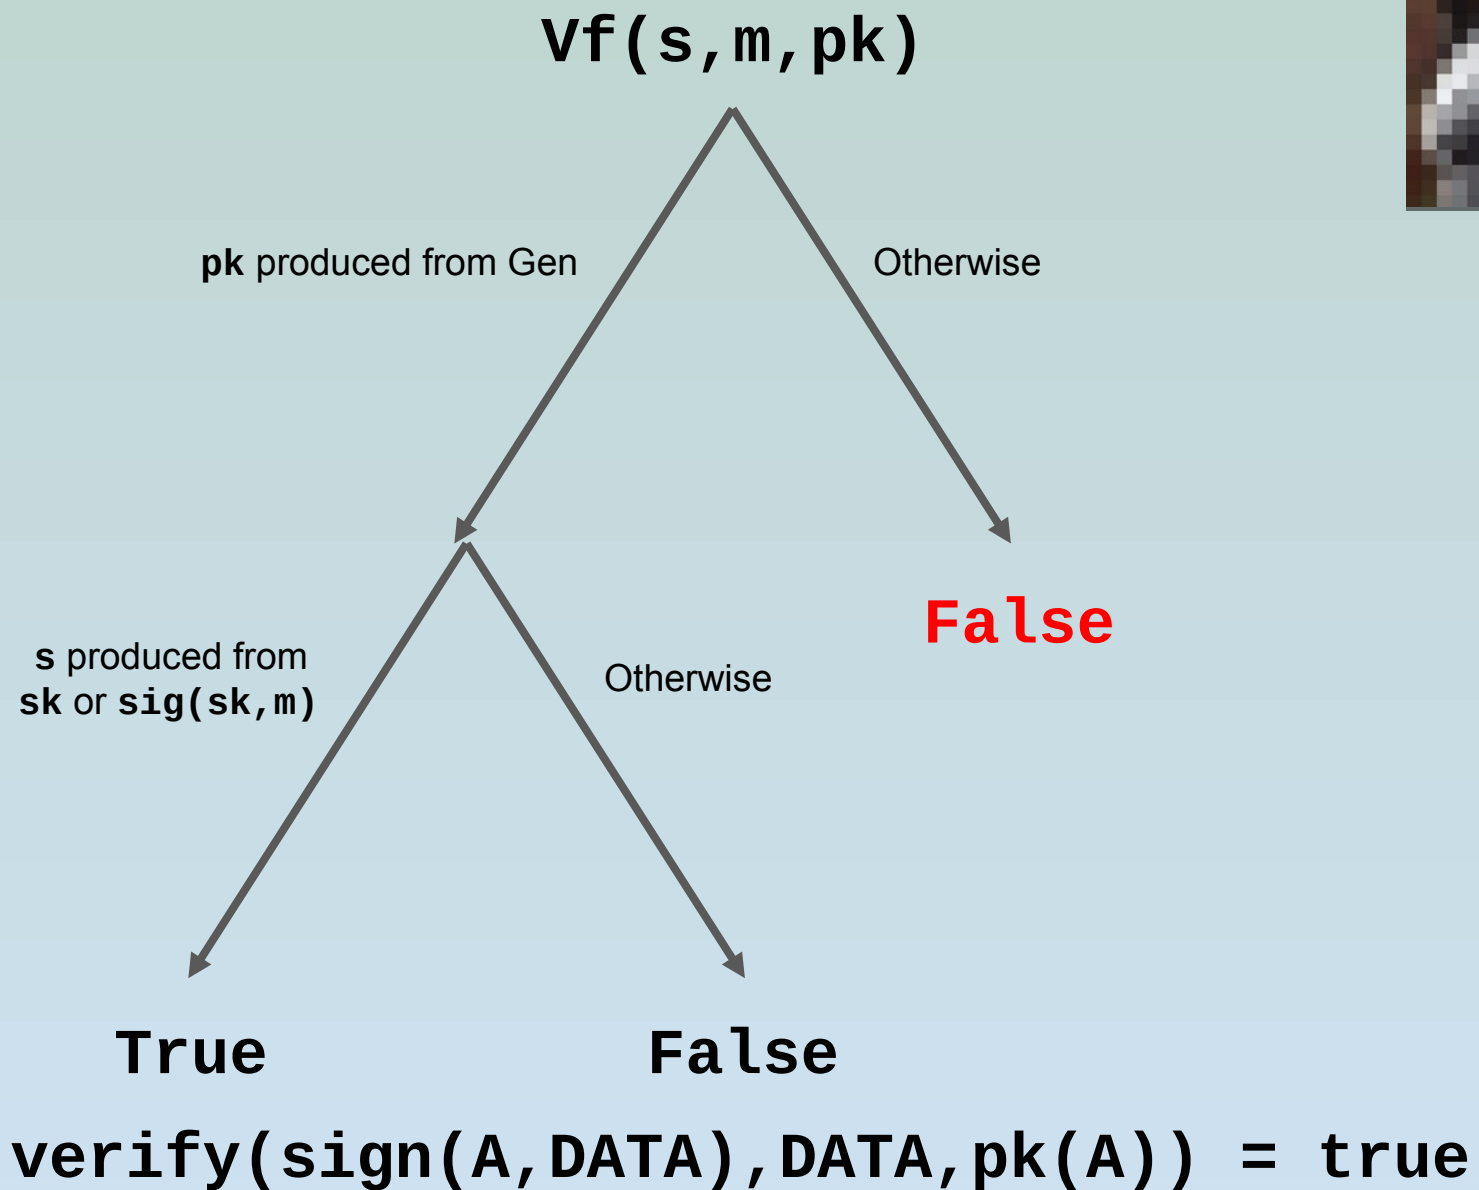 Vf(s,m,pk)
pk produced from Gen
Otherwise
False
s produced from
sk or sig(sk,m)
Otherwise
True
False
verify(sign(A,DATA),DATA,pk(A)) = true